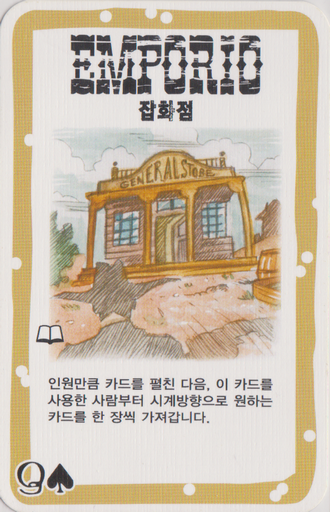 EMPORIO
잡화점
GENERAL STORE
인원만큼 카드를 펼친 다음, 이 카드를
사용한 사람부터 시계방향으로 원하는
카드를 한 장씩 가져갑니다.
9♠